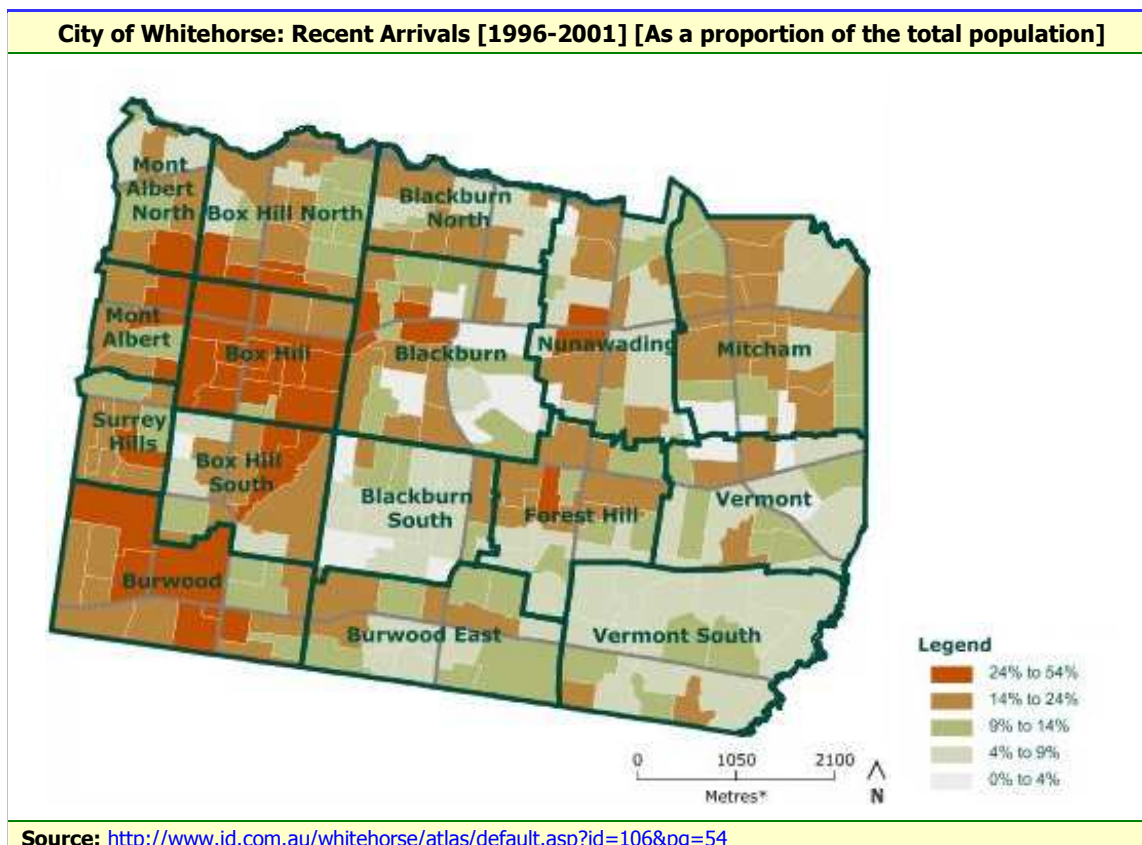 City of Whitehorse: Recent Arrivals [1996-2001] [As a proportion of the total population]
Mont
Albert
North
Box Hill North
Blackburn
North
Mont
Albert
Box Hill
Blackburn
Nunawading
Mitcham
Surrey
Hills
Box Hill
South
Blackburn
South
Forest Hill
Vermont
Burwood
Burwood East
Vermont South
Legend
24% to 54%
14% to 24%
9% to 14%
4% to 9%
0% to 4%
0 1050 2100
Metres*
N
Source: http://www.id.com.au/whitehorse/atlas/default.asp?id=106&pg=54